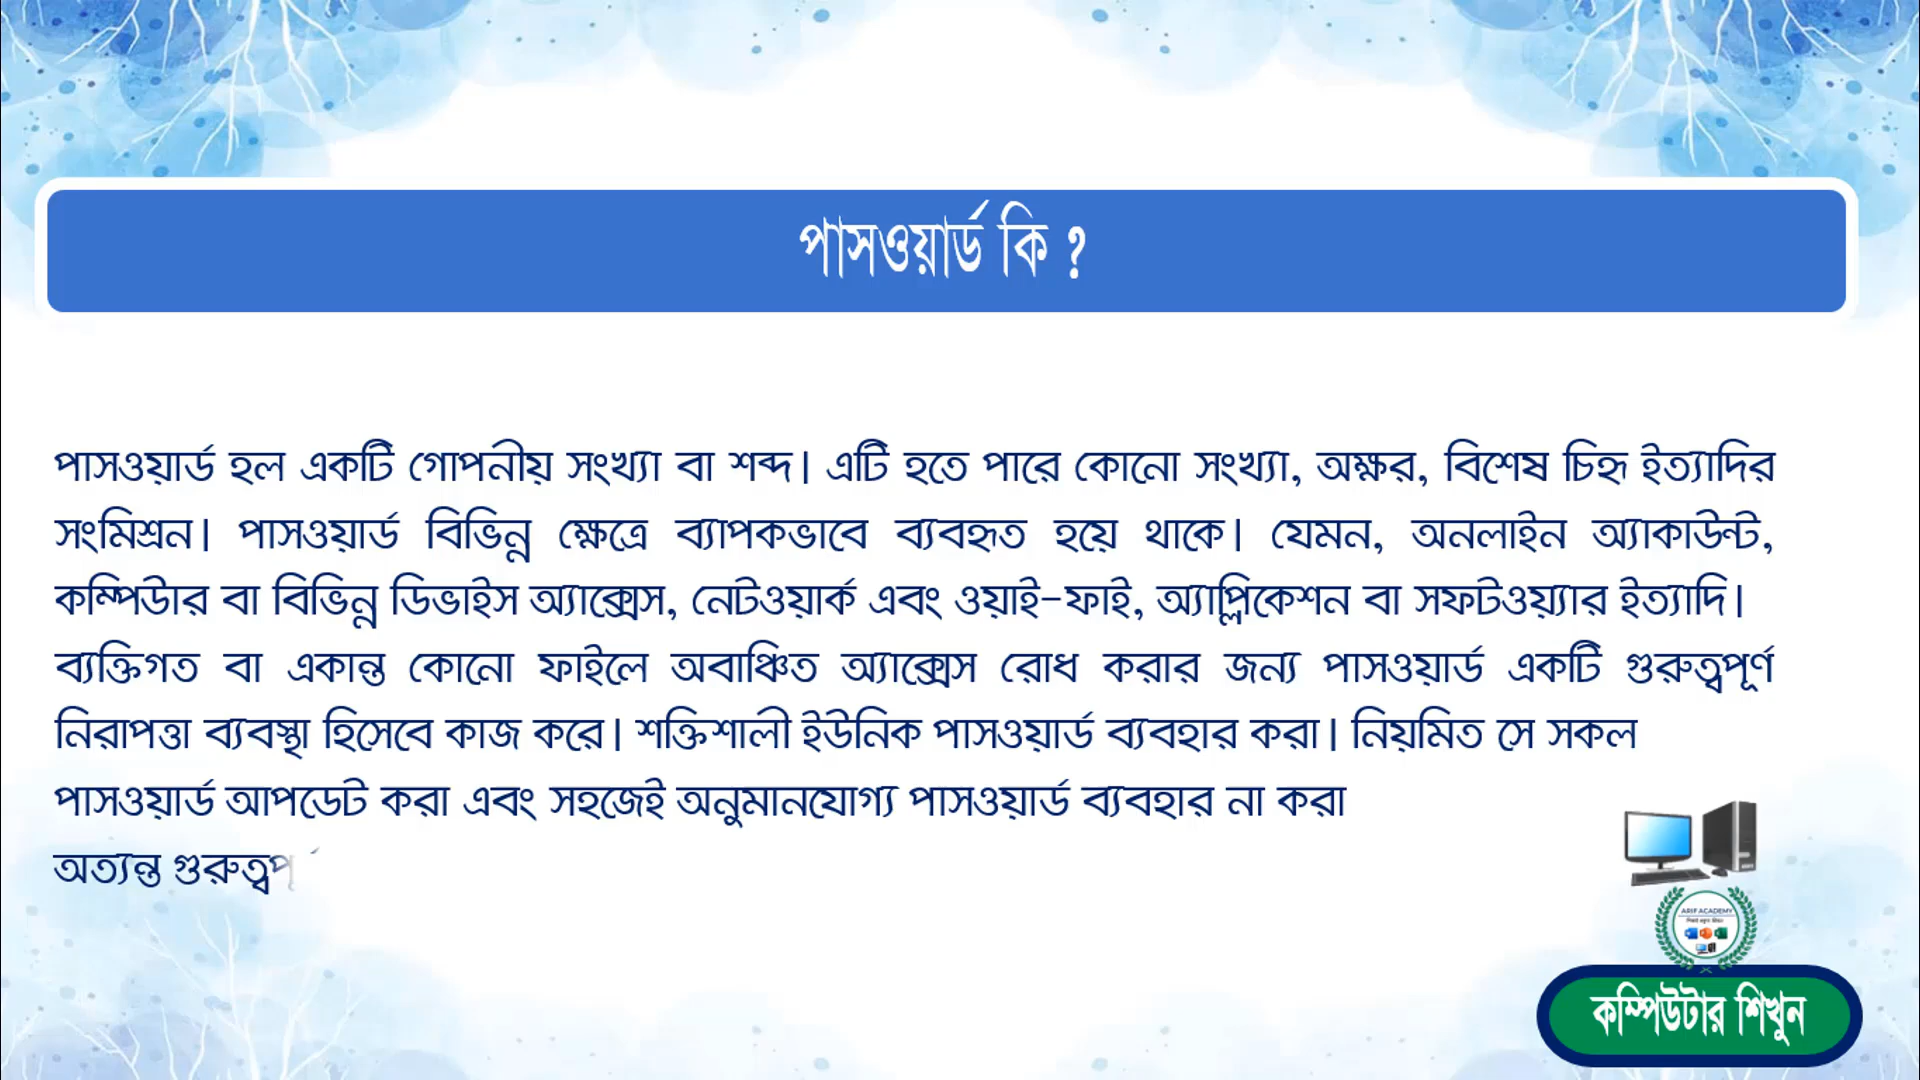 পাসওয়ার্ড কি ?
পাসওয়ার্ড হল একটি গোপনীয় সংখ্যা বা শব্দ। এটি হতে পারে কোনো সংখ্যা, অক্ষর, বিশেষ চিহ্ন ইত্যাদির
সংমিশ্রন। পাসওয়ার্ড বিভিন্ন ক্ষেত্রে ব্যাপকভাবে ব্যবহৃত হয়ে থাকে। যেমন, অনলাইন অ্যাকাউন্ট,
কম্পিউার বা বিভিন্ন ডিভাইস অ্যাক্সেস, নেটওয়ার্ক এবং ওয়াই-ফাই, অ্যাপ্লিকেশন বা সফটওয়্যার ইত্যাদি।
ব্যক্তিগত বা একান্ত কোনো ফাইলে অবাঞ্চিত অ্যাক্সেস রোধ করার জন্য পাসওয়ার্ড একটি গুরুত্বপূর্ণ
নিরাপত্তা ব্যবস্থা হিসেবে কাজ করে। শক্তিশালী ইউনিক পাসওয়ার্ড ব্যবহার করা। নিয়মিত সে সকল
পাসওয়ার্ড আপডেট করা এবং সহজেই অনুমানযোগ্য পাসওয়ার্ড ব্যবহার না করা
অত্যন্ত
ARIF ACADEMY
কম্পিউটার শিখুন